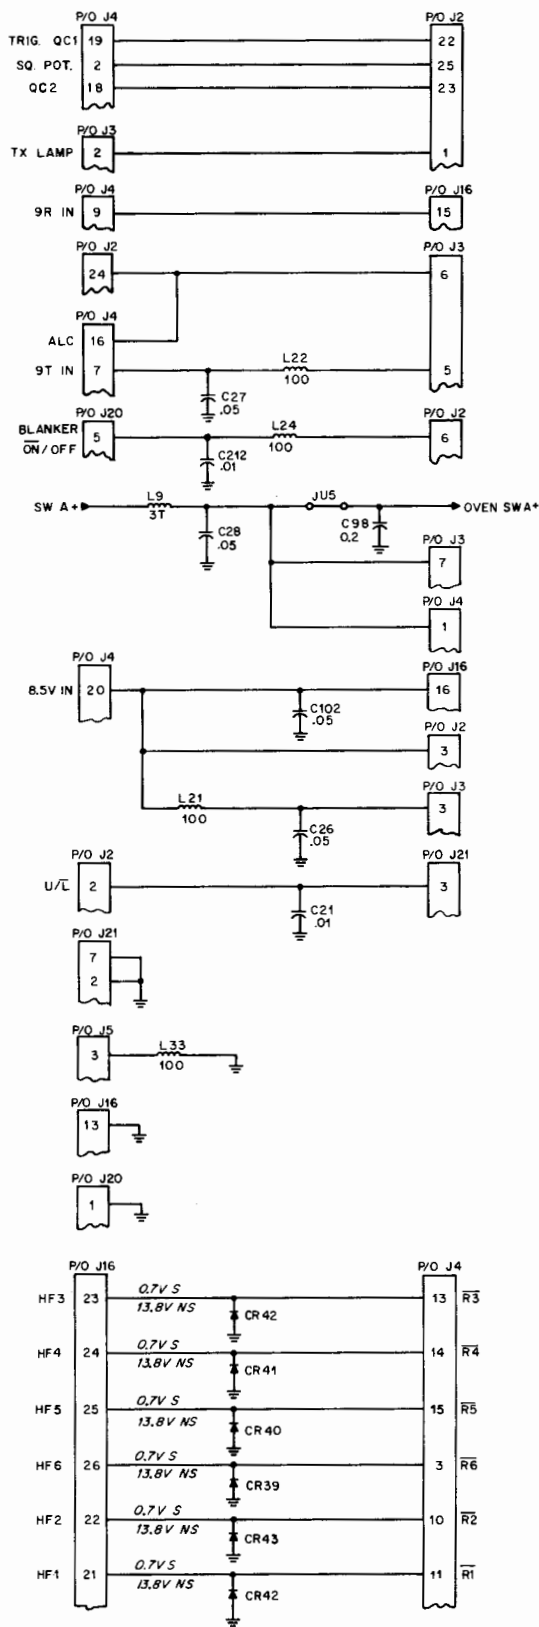 P/O J4 P/O J2
TRIG. QC1 19 22
SQ. POT. 2 25
QC2 18 23
P/O J3
TX LAMP 2 1
P/O J4 P/O J16
9R IN 9 15
P/O J2 P/O J3
24 6
P/O J4
ALC 16
9T IN 7 L22 5
100
C27
.05
P/O J20 P/O J2
BLANKER 5 L24 6
ON/OFF 100
C212
.01
SW A+ L9 JU5 OVEN SWA+
3T
C28
.05
C98
0.2
P/O J3
7
P/O J4
1
P/O J4 P/O J16
8.5V IN 20 16
C102
.05
P/O J2
3
P/O J3
L21 3
100
C26
.05
P/O J2 P/O J21
U/L 2 3
C21
.01
P/O J21
7
2
P/O J5
3 L33
100
P/O J16
13
P/O J20
1
P/O J16 P/O J4
HF3 23 0.7V S 13 R3
13.8V NS CR42
HF4 24 0.7V S 14 R4
13.8V NS CR41
HF5 25 0.7V S 15 R5
13.8V NS CR40
HF6 26 0.7V S 3 R6
13.8V NS CR39
HF2 22 0.7V S 10 R2
13.8V NS CR43
HF1 21 0.7V S 11 R1
13.8V NS CR42